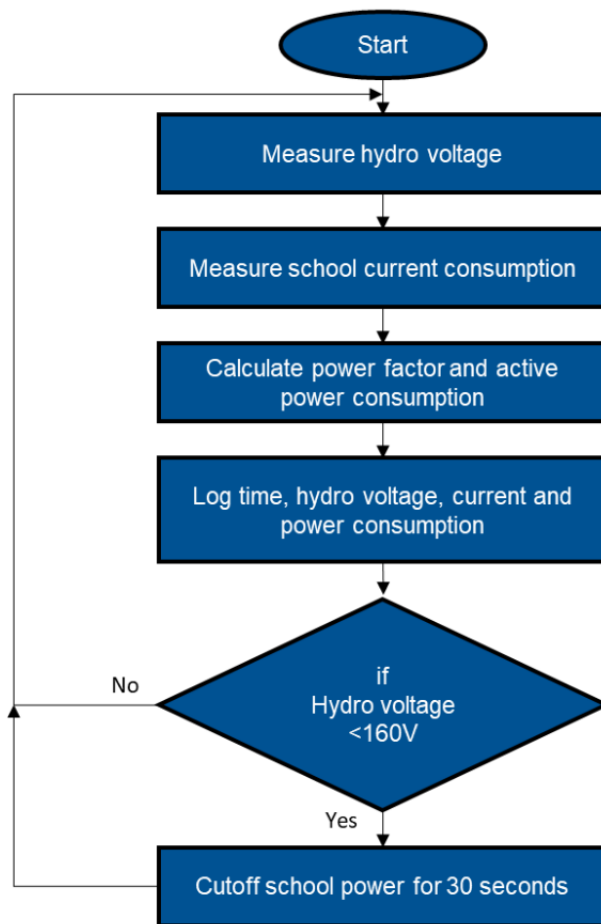 Start
Measure hydro voltage
Measure school current consumption
Calculate power factor and active
power consumption
Log time, hydro voltage, current and
power consumption
if
Hydro voltage
<160V
No
Yes
Cutoff school power for 30 seconds